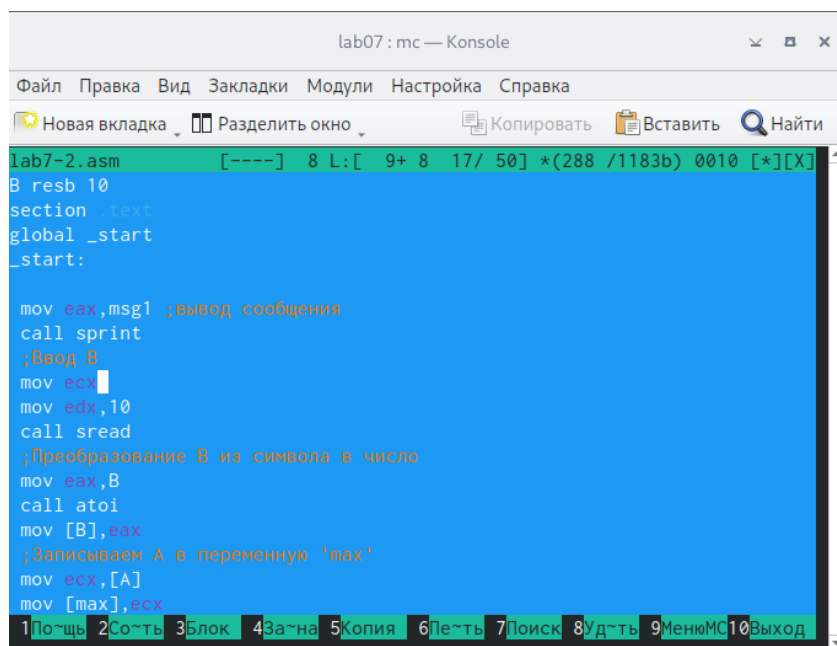 lab07 : mc — Konsole
Файл Правка Вид Закладки Модули Настройка Справка
Новая вкладка Разделить окно Копировать Вставить Найти
lab7-2.asm [----] 8 L:[ 9+ 8 17/ 50] *(288 /1183b) 0010 [*][X]
B resb 10
section .text
global _start
_start:
mov eax,msg1 ;вывод сообщения
call sprint
;Ввод B
mov ecx
mov edx,10
call sread
;Преобразование B из символа в число
mov eax,B
call atoi
mov [B],eax
;Записываем A в переменную 'max'
mov ecx,[A]
mov [max],ecx
1По~щь 2Со~ть 3Блок 4За~на 5Копия 6Пе~ть 7Поиск 8Уд~ть 9МенюMC 10Выход